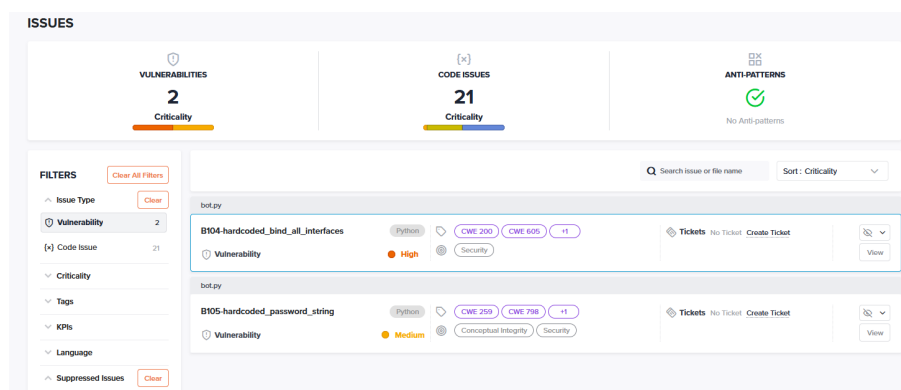 ISSUES
VULNERABILITIES
2
Criticality
CODE ISSUES
21
Criticality
ANTI-PATTERNS
No Anti-patterns
FILTERS
Clear All Filters
Issue Type
Clear
Vulnerability 2
{x} Code Issue 21
Criticality
Tags
KPIs
Language
Suppressed Issues
Clear
Search issue or file name
Sort : Criticality
bot.py
B104-hardcoded_bind_all_interfaces
Python
CWE 200
CWE 605
+1
Tickets No Ticket Create Ticket
Vulnerability
High
Security
View
bot.py
B105-hardcoded_password_string
Python
CWE 259
CWE 798
+1
Tickets No Ticket Create Ticket
Vulnerability
Medium
Conceptual Integrity
Security
View